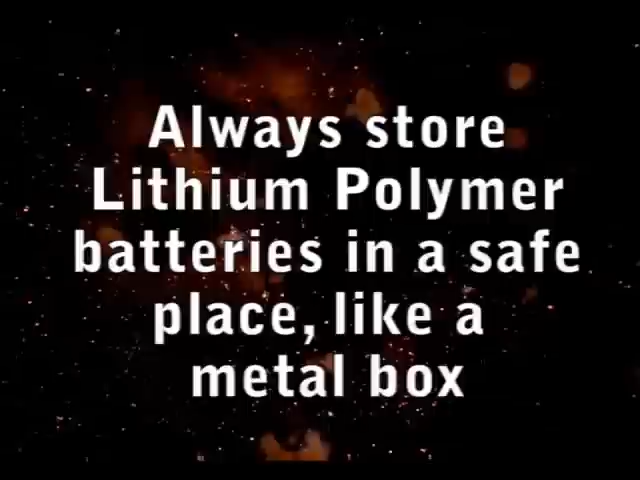 Always store
Lithium Polymer
batteries in a safe
place, like a
metal box